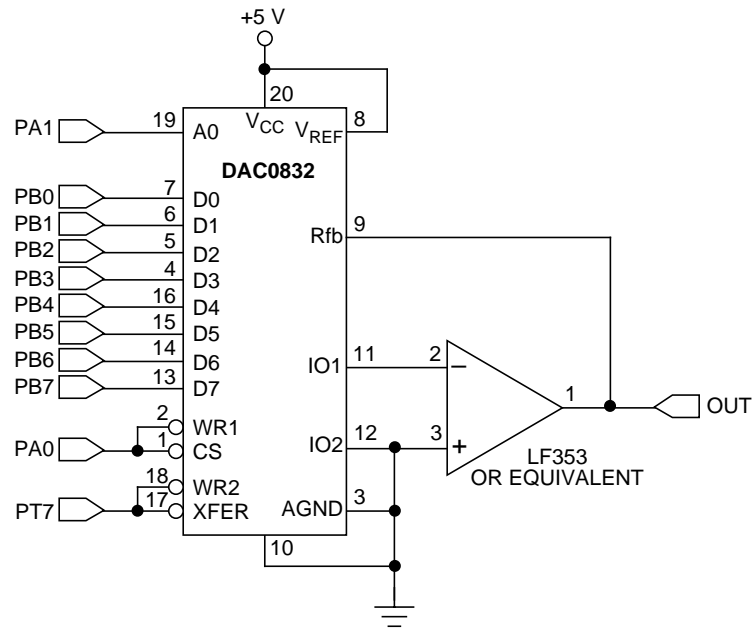 +5 V
20
PA1
19
A0
VCC
VREF
8
DAC0832
PB0
7
D0
PB1
6
D1
PB2
5
D2
PB3
4
D3
PB4
16
D4
PB5
15
D5
PB6
14
D6
PB7
13
D7
Rfb
9
IO1
11
2
−
1
OUT
2
WR1
PA0
1
CS
IO2
12
3
+
LF353
OR EQUIVALENT
18
WR2
PT7
17
XFER
AGND
3
10